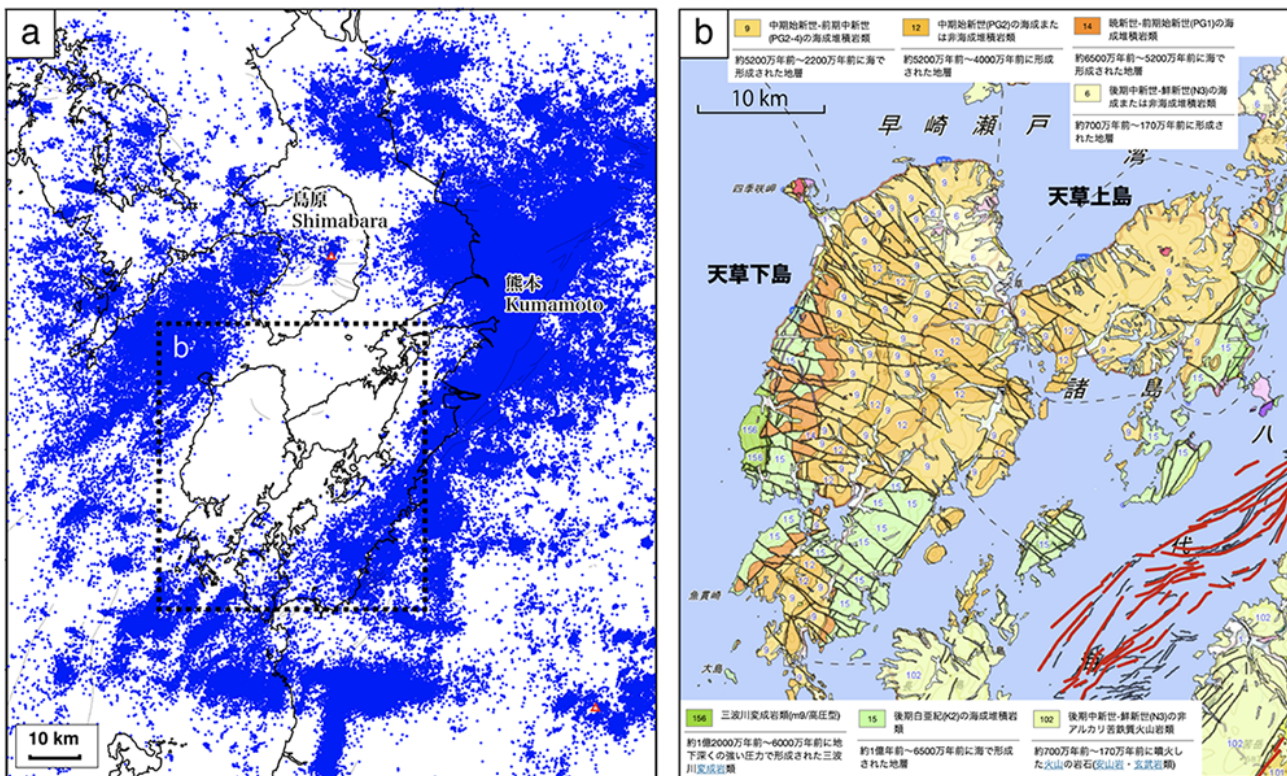 a
島原
Shimabara
熊本
Kumamoto
b
10 km
b
9
中期始新世-前期中新世
(PG2-4)の海成堆積岩類
約5200万年前~2200万年前に海で
形成された地層
12
中期始新世(PG2)の海成また
は非海成堆積岩類
約5200万年前~4000万年前に形成
された地層
14
暁新世-前期始新世(PG1)の海
成堆積岩類
約6500万年前~5200万年前に海で
形成された地層
6
後期中新世-鮮新世(N3)の海
成または非海成堆積岩類
約700万年前~170万年前に形成さ
れた地層
10 km
早崎瀬戸
湾
四季咲岬
天草上島
天草下島
諸島
八
代
魚貫崎
大島
156
三波川変成岩類(m9/高圧型)
約1億2000万年前~6000万年前に地
下深くの強い圧力で形成された三波
川変成岩類
15
後期白亜紀(K2)の海成堆積岩
類
約1億年前~6500万年前に海で形成
された地層
102
後期中新世-鮮新世(N3)の非
アルカリ苦鉄質火山岩類
約700万年前~170万年前に噴火し
た火山の岩石(安山岩・玄武岩類)